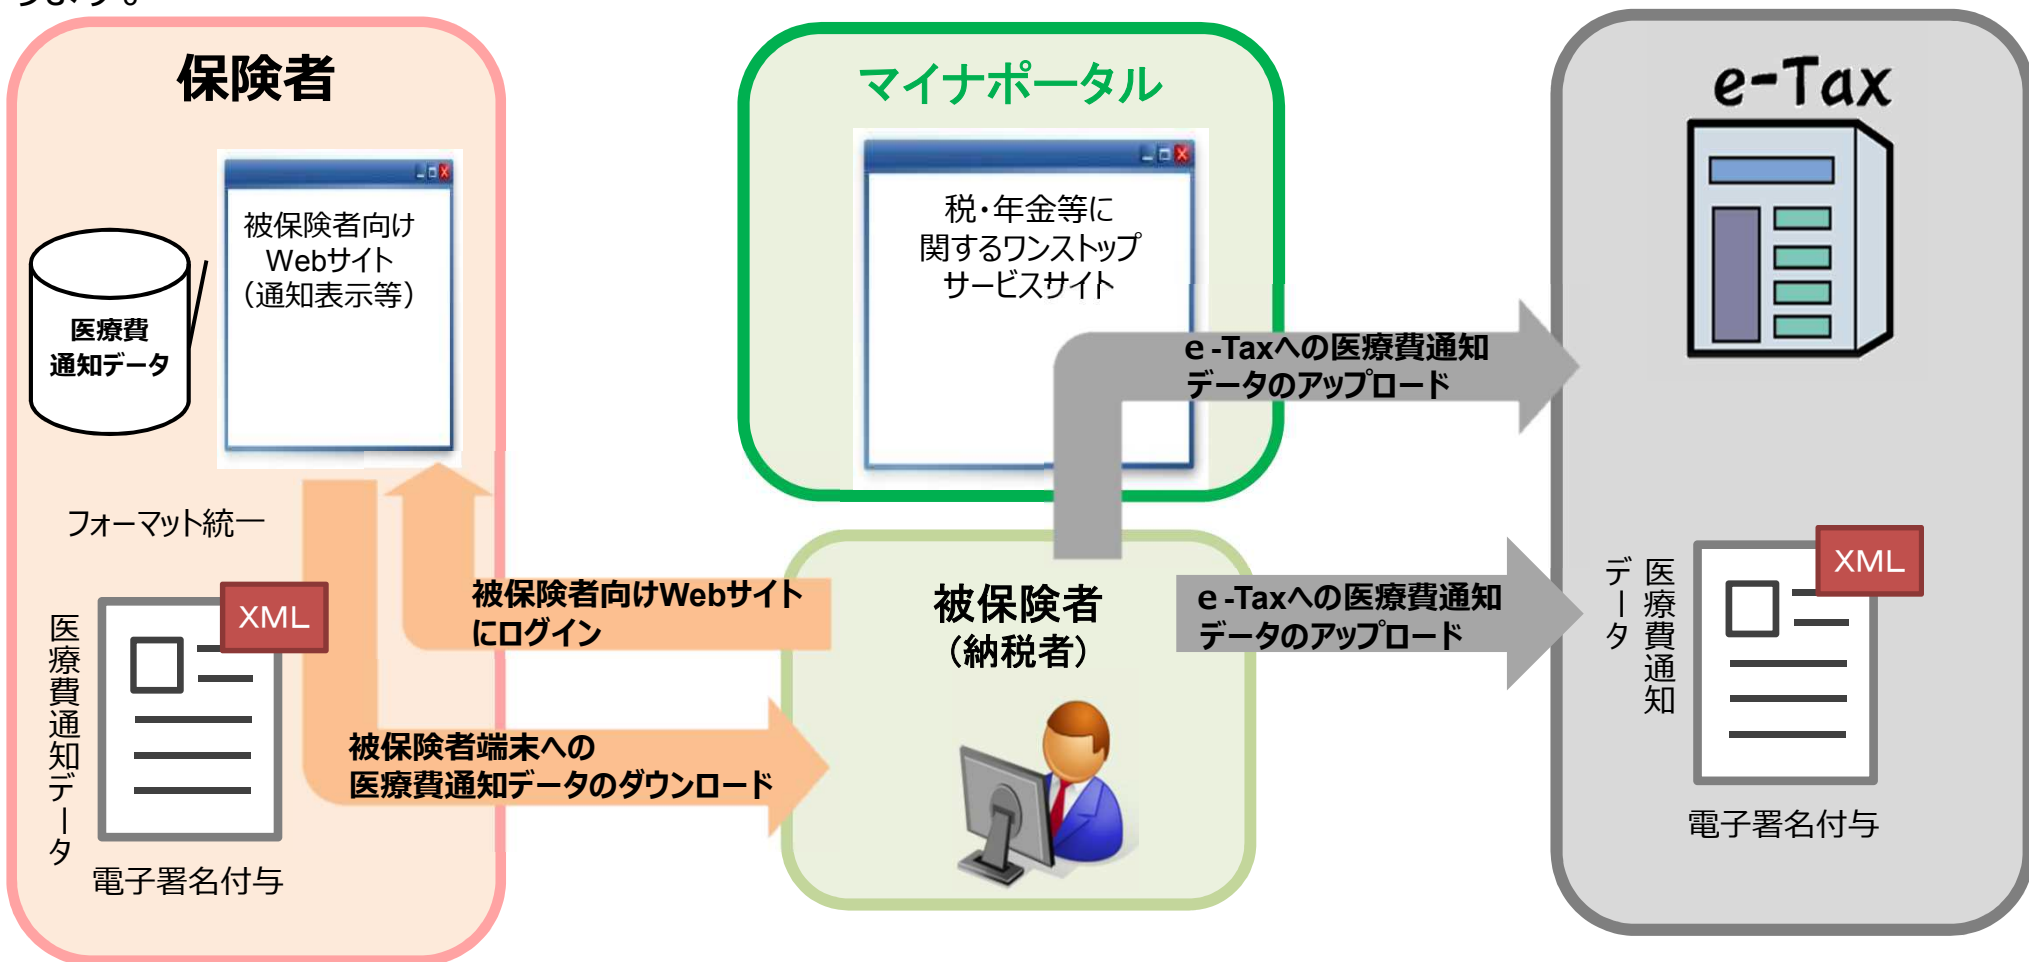 保険者
被保険者向け
Webサイト
（通知表示等）
医療費
通知データ
フォーマット統一
XML
医療費通知データ
電子署名付与
被保険者向けWebサイト
にログイン
被保険者端末への
医療費通知データのダウンロード
マイナポータル
税・年金等に
関するワンストップ
サービスサイト
ｅ-Taxへの医療費通知
データのアップロード
被保険者
（納税者）
ｅ-Taxへの医療費通知
データのアップロード
e-Tax
XML
医療費通知
データ
電子署名付与